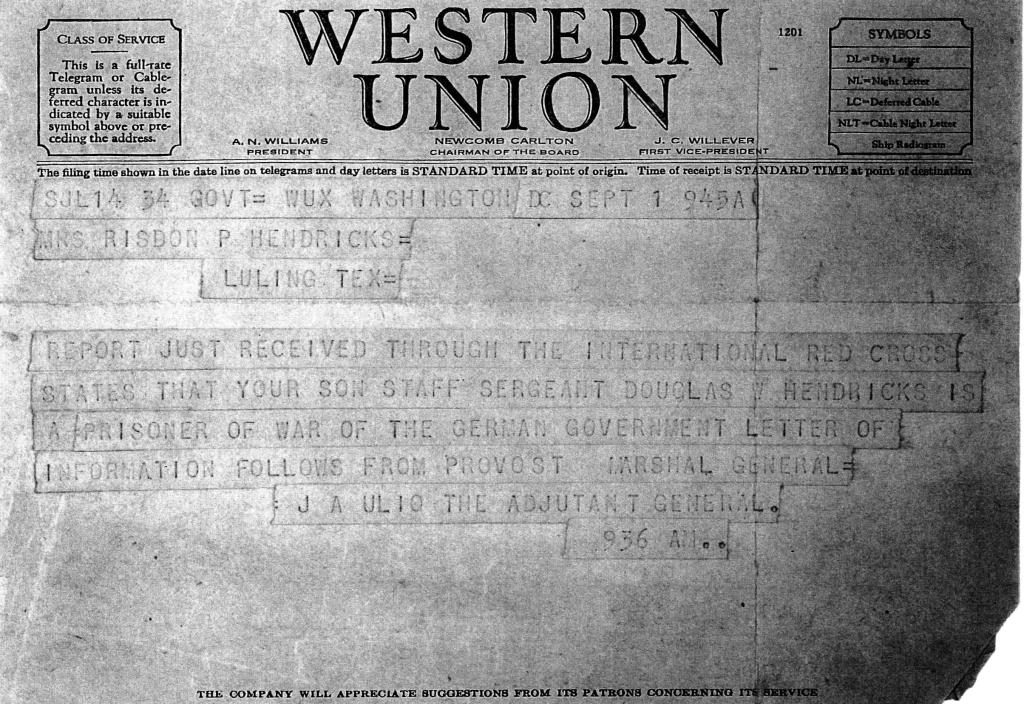 CLASS OF SERVICE
This is a full-rate
Telegram or Cable-
gram unless its de-
ferred character is in-
dicated by a suitable
symbol above or pre-
ceding the address.
WESTERN
UNION
A. N. WILLIAMS
PRESIDENT
NEWCOMB CARLTON
CHAIRMAN OF THE BOARD
J. C. WILLEVER
FIRST VICE-PRESIDENT
1201
SYMBOLS
DL=Day Letter
NL=Night Letter
LC=Deferred Cable
NLT=Cable Night Letter
Ship Radiogram
The filing time shown in the date line on telegrams and day letters is STANDARD TIME at point of origin. Time of receipt is STANDARD TIME at point of destination
SJL14 34 GOVT= WUX WASHINGTON DC SEPT 1 945A
MRS RISDON P HENDRICKS=
LULING TEX=
REPORT JUST RECEIVED THROUGH THE INTERNATIONAL RED CROSS
STATES THAT YOUR SON STAFF SERGEANT DOUGLAS W HENDRICKS IS
A PRISONER OF WAR OF THE GERMAN GOVERNMENT LETTER OF
INFORMATION FOLLOWS FROM PROVOST MARSHAL GENERAL=
J A ULIO THE ADJUTANT GENERAL.
936 AM..
THE COMPANY WILL APPRECIATE SUGGESTIONS FROM ITS PATRONS CONCERNING ITS SERVICE